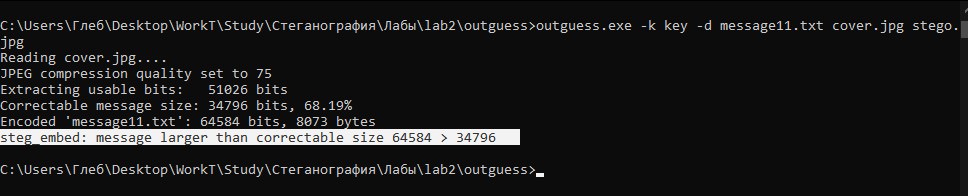 C:\Users\Глеб\Desktop\WorkT\Study\Стеганография\Лабы\lab2\outguess>outguess.exe -k key -d message11.txt cover.jpg stego.
jpg
Reading cover.jpg....
JPEG compression quality set to 75
Extracting usable bits:   51026 bits
Correctable message size: 34796 bits, 68.19%
Encoded 'message11.txt': 64584 bits, 8073 bytes
steg_embed: message larger than correctable size 64584 > 34796
C:\Users\Глеб\Desktop\WorkT\Study\Стеганография\Лабы\lab2\outguess>